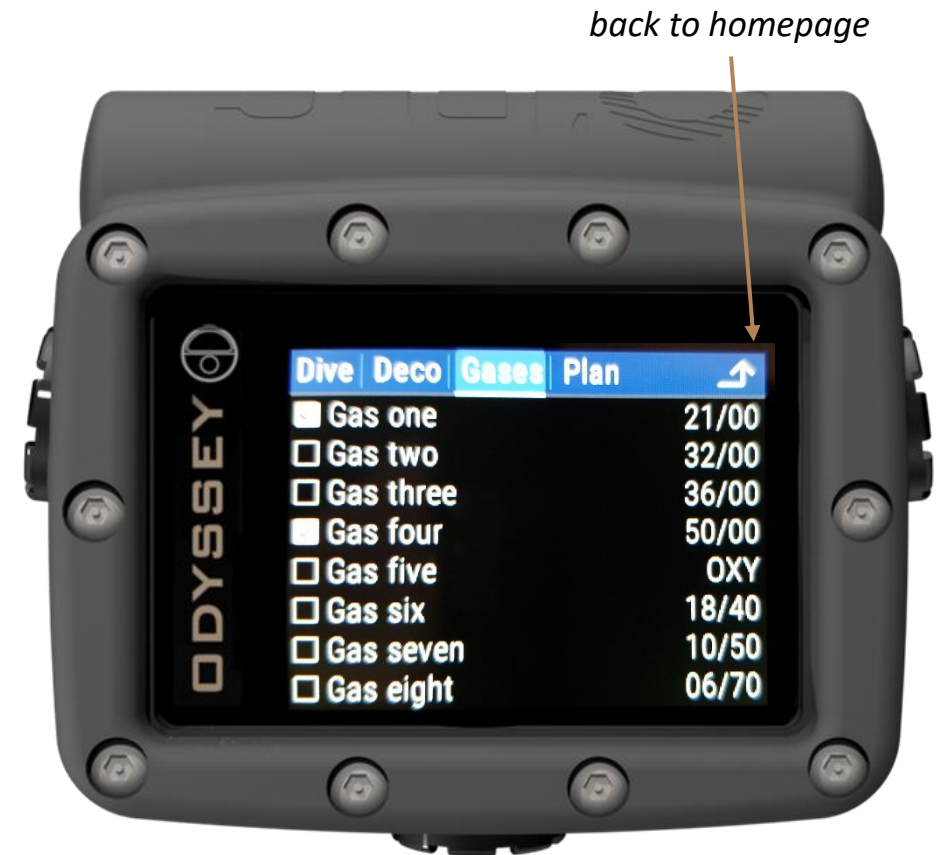 back to homepage
ODYSSEY
Dive Deco Gases Plan
Gas one 21/00
Gas two 32/00
Gas three 36/00
Gas four 50/00
Gas five OXY
Gas six 18/40
Gas seven 10/50
Gas eight 06/70